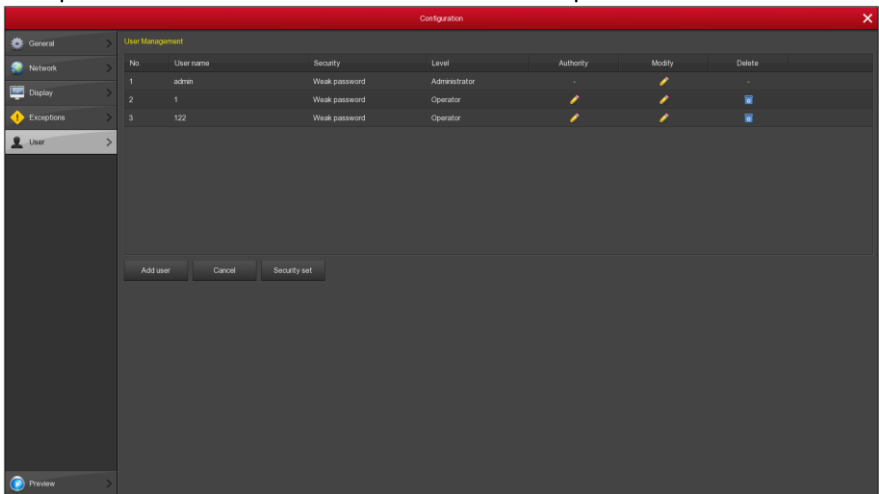 Configuration
General
Network
Display
Exceptions
User
Preview
User Management
No. User name Security Level Authority Modify Delete
1 admin Weak password Administrator - -
2 1 Weak password Operator
3 122 Weak password Operator
Add user Cancel Security set